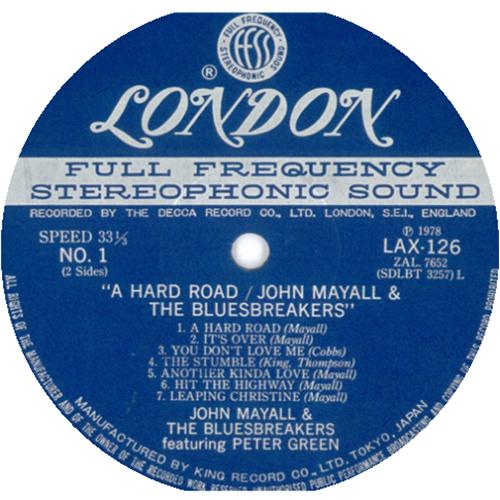 FULL FREQUENCY
FFSS
STEREOPHONIC SOUND
®
LONDON
FULL FREQUENCY
STEREOPHONIC SOUND
RECORDED BY THE DECCA RECORD CO., LTD. LONDON, S.E.I., ENGLAND
SPEED 33⅓
NO. 1
(2 Sides)
Ⓟ 1978
LAX-126
ZAL. 7652
(SDLBT 3257) L
"A HARD ROAD / JOHN MAYALL &
THE BLUESBREAKERS"
1. A HARD ROAD (Mayall)
2. IT'S OVER (Mayall)
3. YOU DON'T LOVE ME (Cobbs)
4. THE STUMBLE (King, Thompson)
5. ANOTHER KINDA LOVE (Mayall)
6. HIT THE HIGHWAY (Mayall)
7. LEAPING CHRISTINE (Mayall)
JOHN MAYALL &
THE BLUESBREAKERS
featuring PETER GREEN
MANUFACTURED BY KING RECORD CO., LTD. TOKYO, JAPAN
ALL RIGHTS OF THE MANUFACTURER AND OF THE OWNER OF THE RECORDED WORK RESERVED. UNAUTHORISED PUBLIC PERFORMANCE, BROADCASTING AND COPYING OF THIS RECORD PROHIBITED